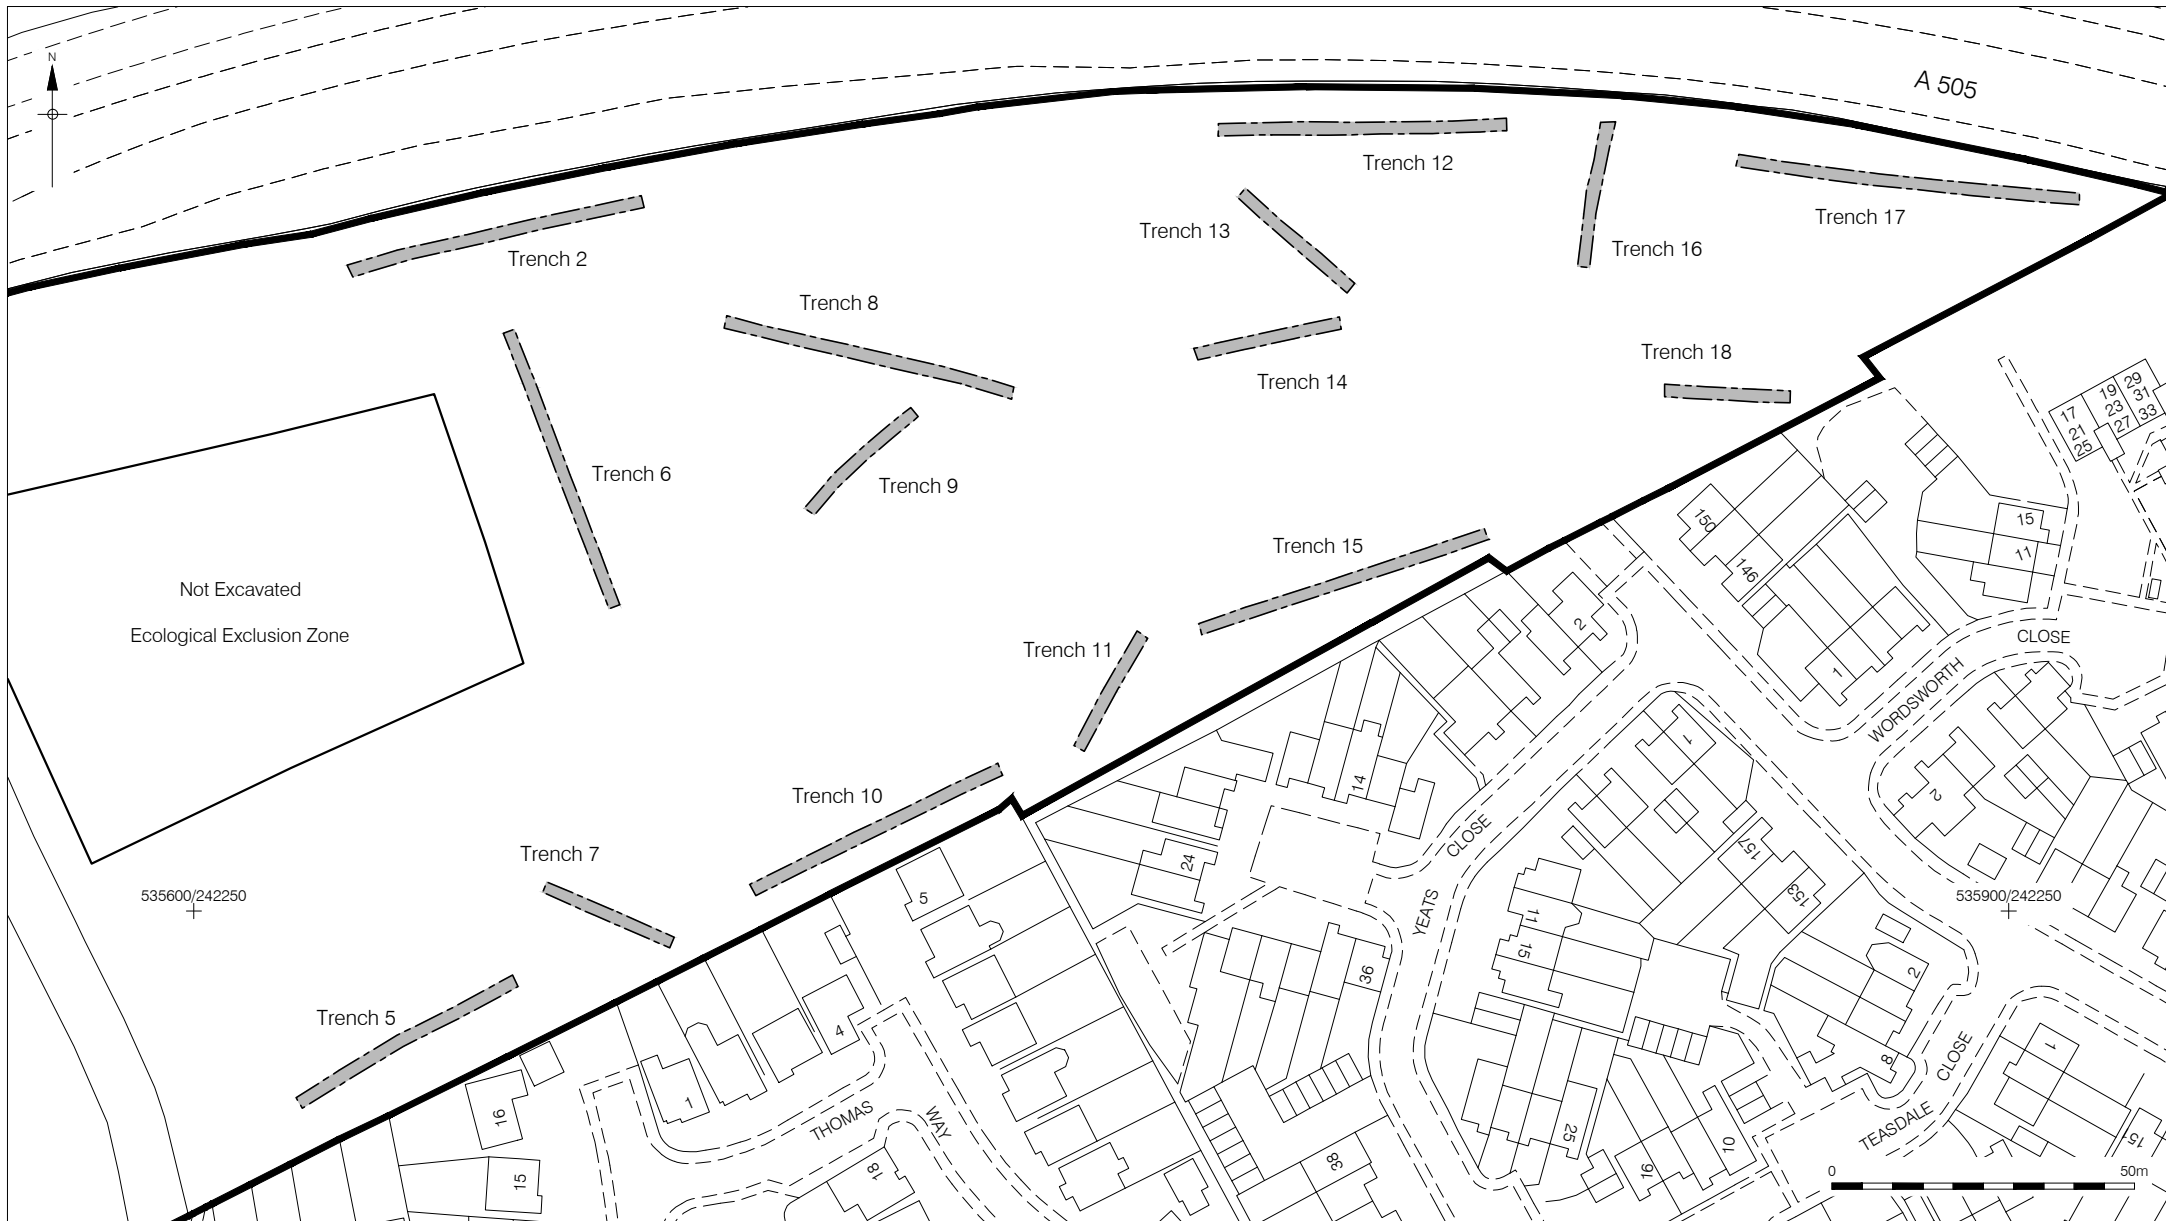 N
A 505
Trench 12
Trench 13
Trench 17
Trench 16
Trench 2
Trench 8
Trench 18
Trench 14
Trench 6
Trench 9
Trench 15
Not Excavated
Ecological Exclusion Zone
Trench 11
Trench 10
Trench 7
Trench 5
535600/242250
535900/242250
17
21
25
19
23
27
29
31
33
15
11
150
146
2
1
CLOSE
WORDSWORTH
2
1
14
24
CLOSE
YEATS
157
153
11
15
36
5
4
1
16
15
THOMAS
WAY
18
38
25
16
10
2
8
CLOSE
TEASDALE
1
15
0
50m